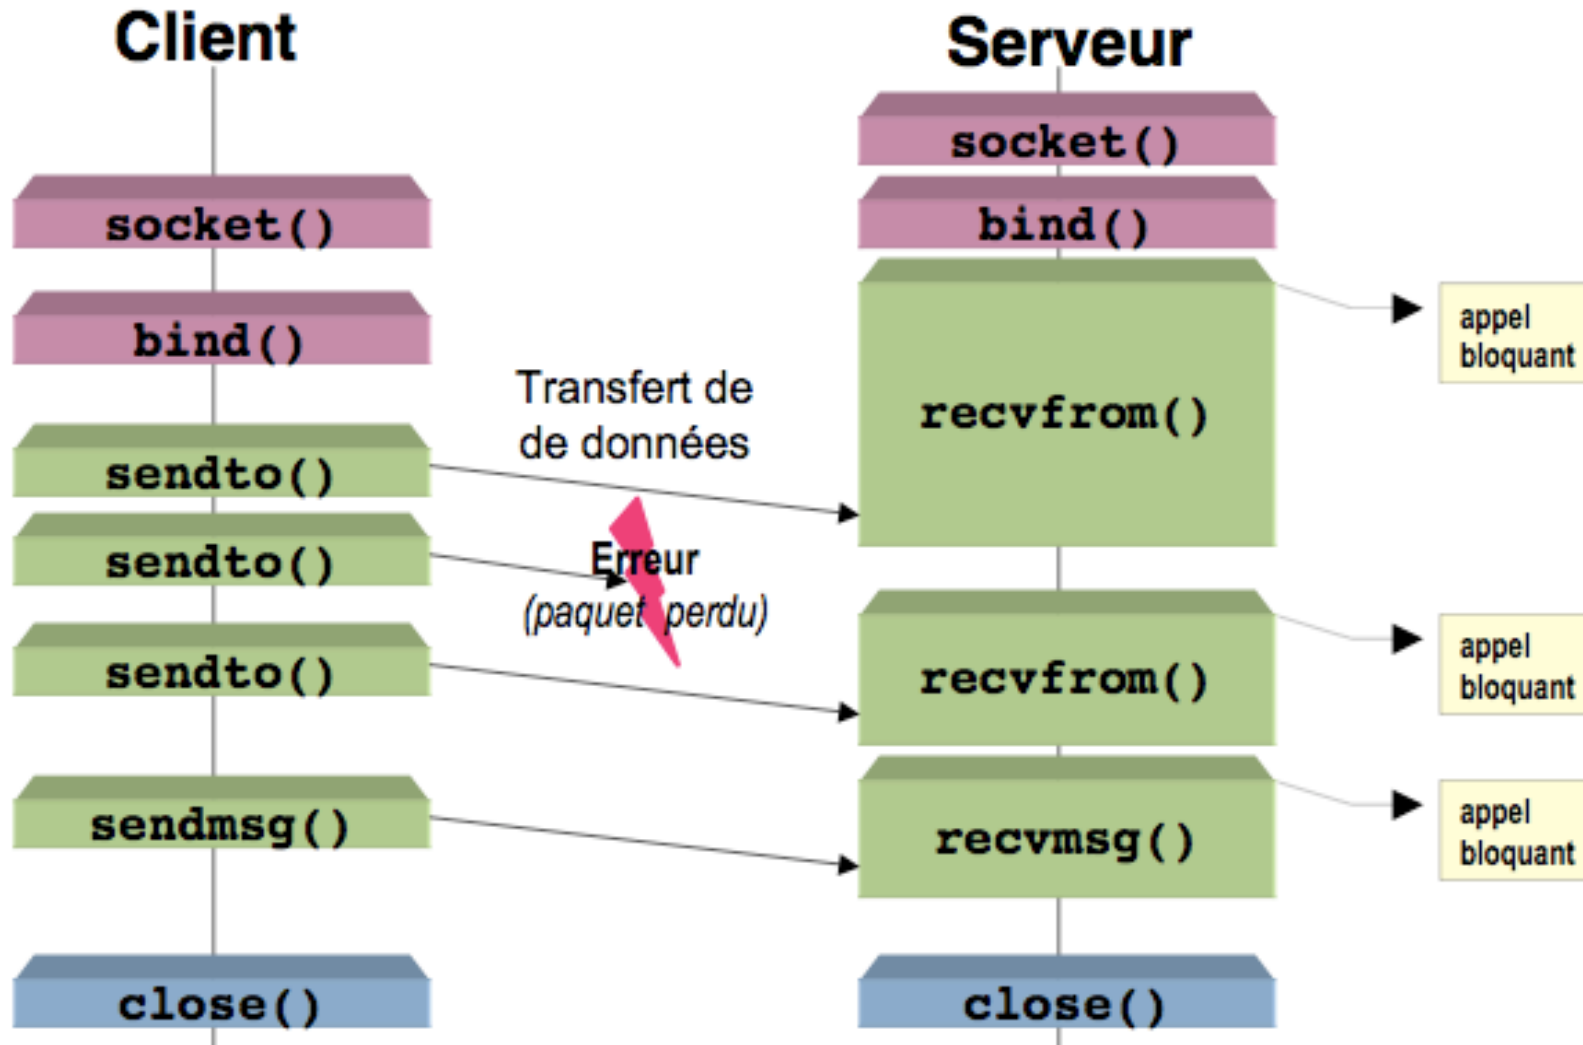 Client
Serveur
socket()
socket()
bind()
bind()
appel
bloquant
recvfrom()
Transfert de
de données
sendto()
sendto()
Erreur
(paquet perdu)
sendto()
recvfrom()
appel
bloquant
sendmsg()
recvmsg()
appel
bloquant
close()
close()